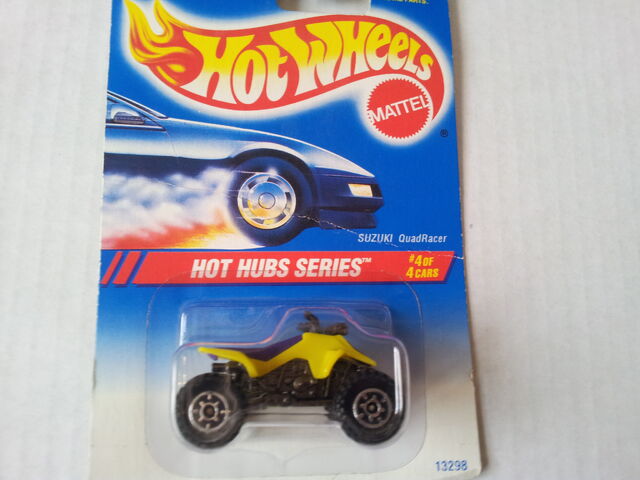 HOT WHEELS
MATTEL
®
SUZUKI QuadRacer
HOT HUBS SERIES™
#4 OF
4 CARS
13298